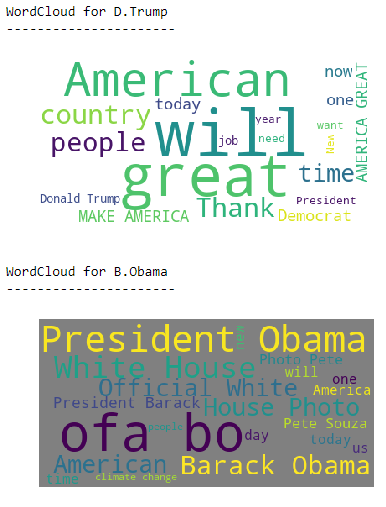 WordCloud for D.Trump
----------------------
American now
country today one
will year want
people job need New AMERICA GREAT
great time
Donald Trump President
MAKE AMERICA Thank Democrat
WordCloud for B.Obama
----------------------
President Obama new
White House Photo Pete
will one
Official White America
President Barack House Photo
ofa bo people day Pete Souza
today us
American Barack Obama
time climate change